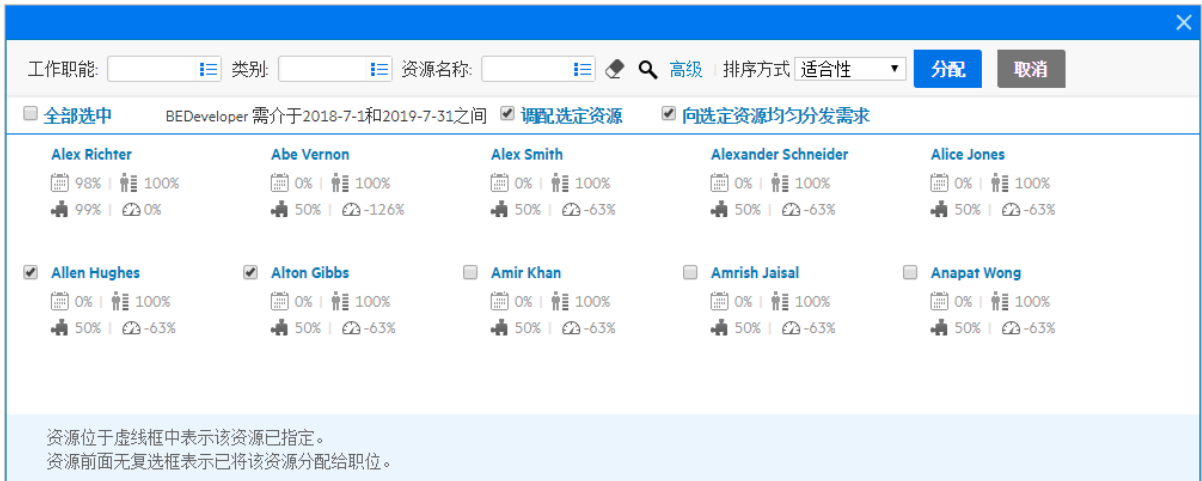 工作职能: 类别: 资源名称: 高级 排序方式 适合性 分配 取消
全部选中 BEDeveloper 需介于2018-7-1和2019-7-31之间 调配选定资源 向选定资源均匀分发需求
Alex Richter Abe Vernon Alex Smith Alexander Schneider Alice Jones
98% 100% 0% 100% 0% 100% 0% 100% 0% 100%
99% 0% 50% -126% 50% -63% 50% -63% 50% -63%
Allen Hughes Alton Gibbs Amir Khan Amrish Jaisal Anapat Wong
0% 100% 0% 100% 0% 100% 0% 100% 0% 100%
50% -63% 50% -63% 50% -63% 50% -63% 50% -63%
资源位于虚线框中表示该资源已指定。
资源前面无复选框表示已将该资源分配给职位。